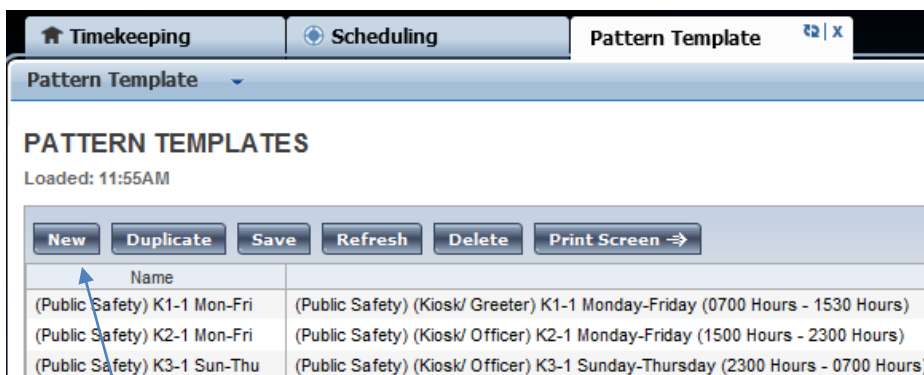 Timekeeping Scheduling Pattern Template X
Pattern Template
PATTERN TEMPLATES
Loaded: 11:55AM
New Duplicate Save Refresh Delete Print Screen
Name
(Public Safety) K1-1 Mon-Fri (Public Safety) (Kiosk/ Greeter) K1-1 Monday-Friday (0700 Hours - 1530 Hours)
(Public Safety) K2-1 Mon-Fri (Public Safety) (Kiosk/ Officer) K2-1 Monday-Friday (1500 Hours - 2300 Hours)
(Public Safety) K3-1 Sun-Thu (Public Safety) (Kiosk/ Officer) K3-1 Sunday-Thursday (2300 Hours - 0700 Hours)